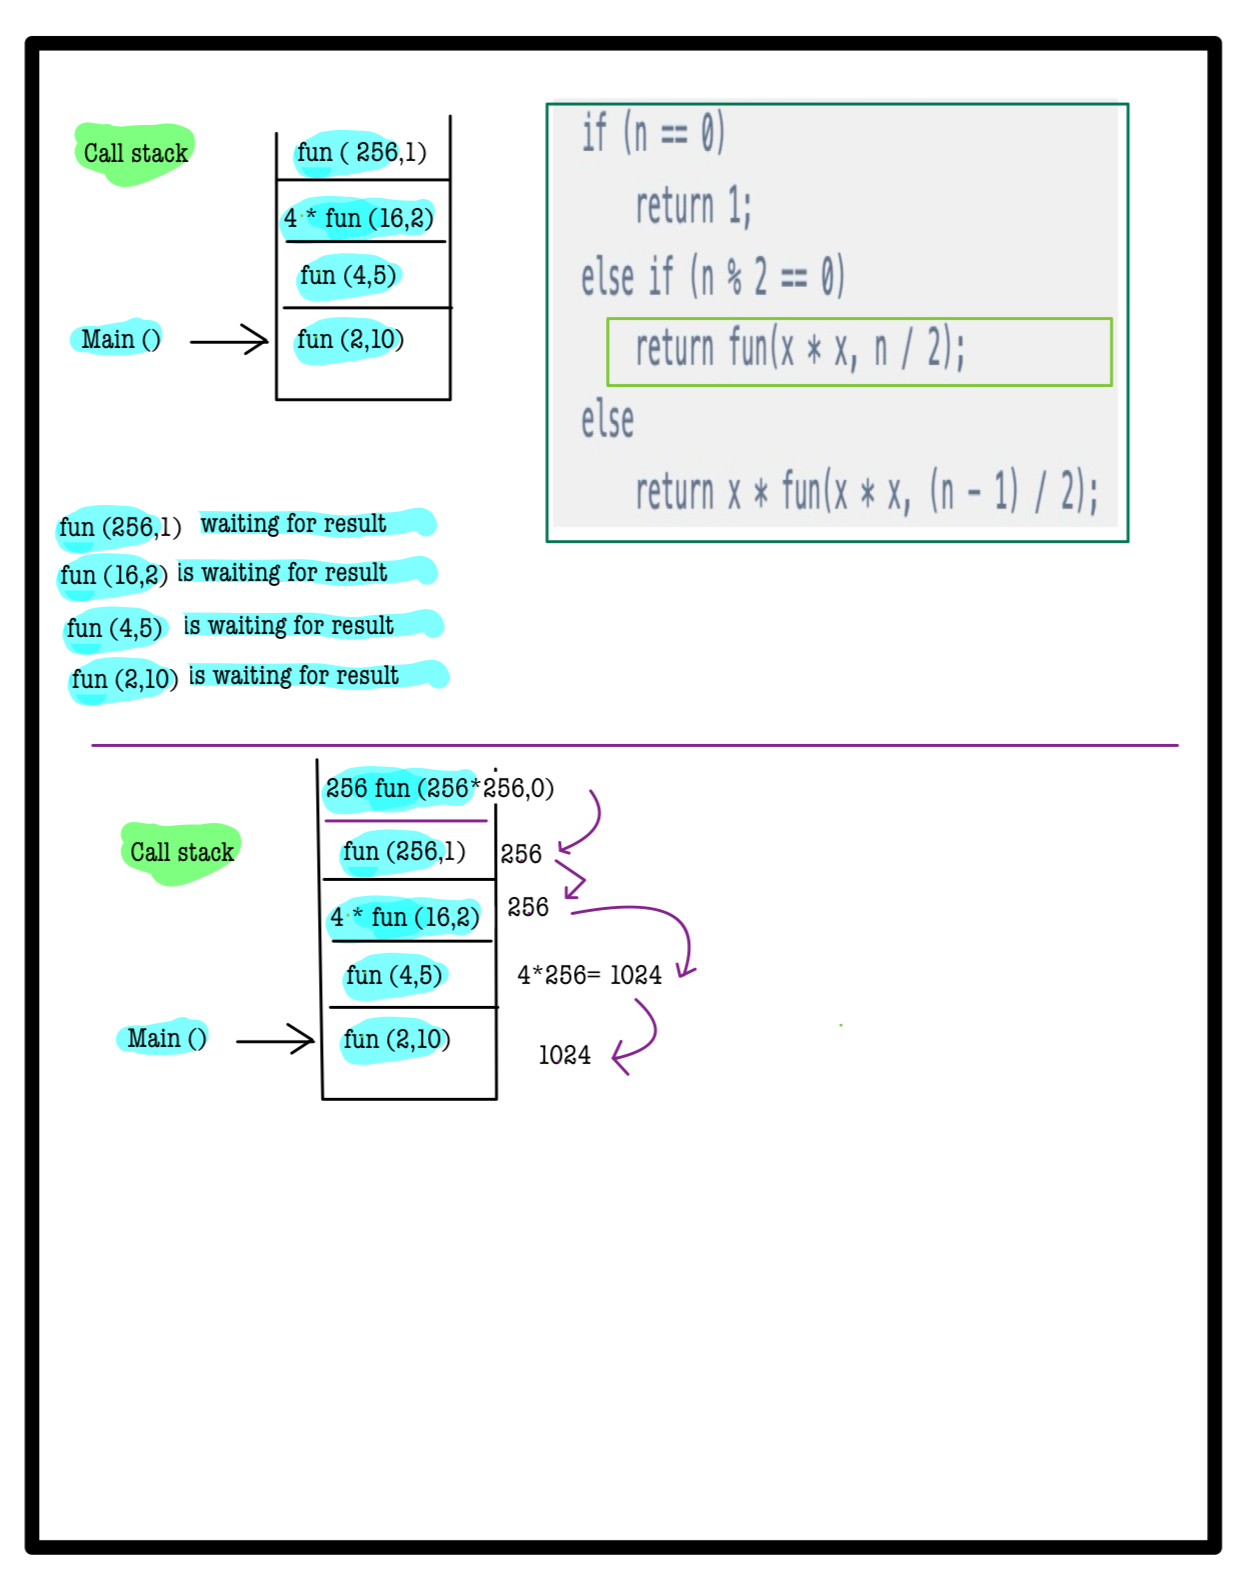 Call stack
fun ( 256,1)
4 * fun (16,2)
fun (4,5)
Main ()
fun (2,10)
if (n == 0)
return 1;
else if (n % 2 == 0)
return fun(x * x, n / 2);
else
return x * fun(x * x, (n - 1) / 2);
fun (256,1) waiting for result
fun (16,2) is waiting for result
fun (4,5) is waiting for result
fun (2,10) is waiting for result
256 fun (256*256,0)
Call stack
fun (256,1) 256
4 * fun (16,2) 256
fun (4,5) 4*256= 1024
Main ()
fun (2,10) 1024